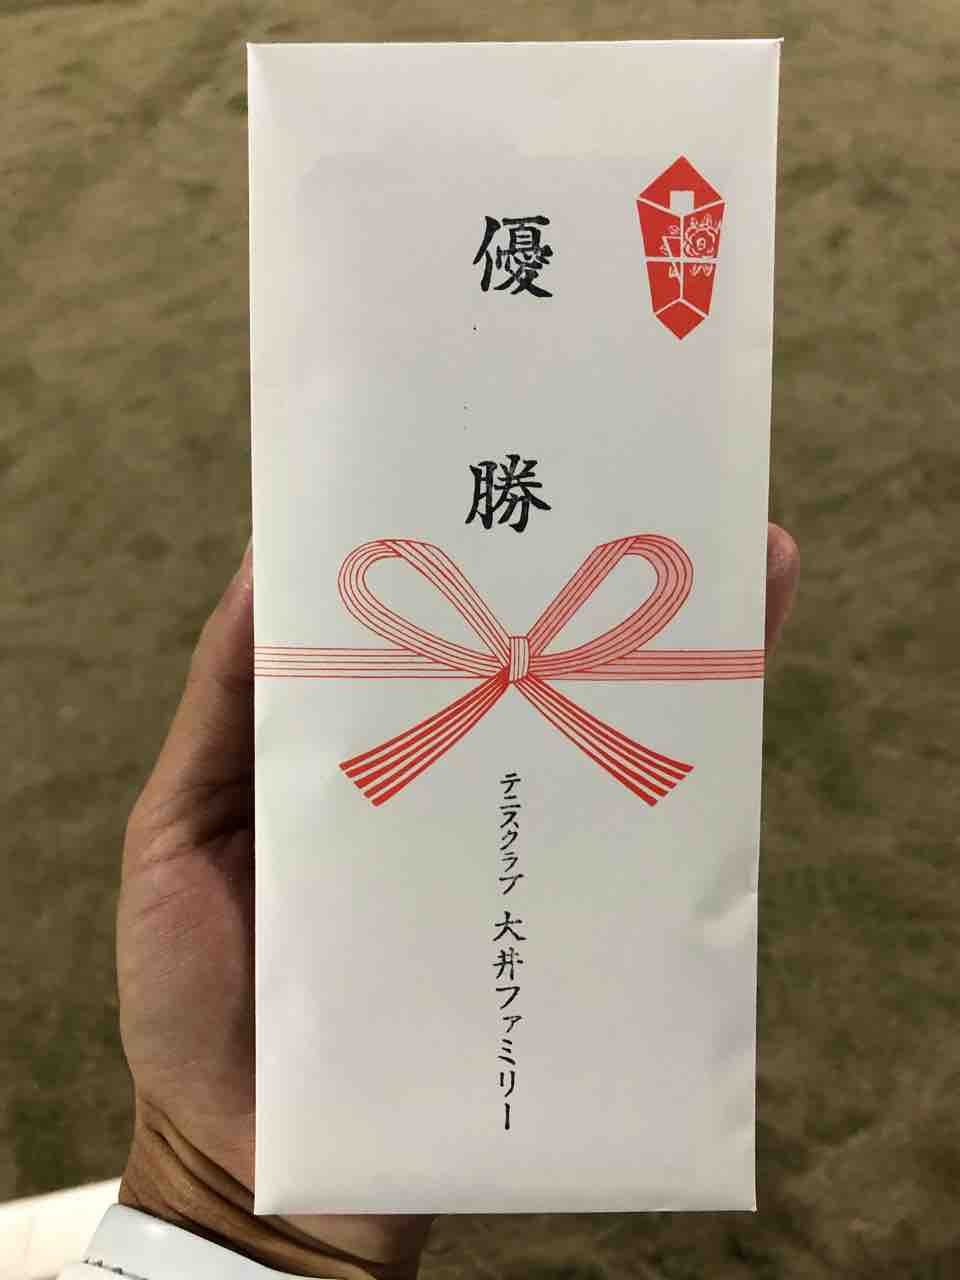 優勝
テニスクラブ 大井ファミリー